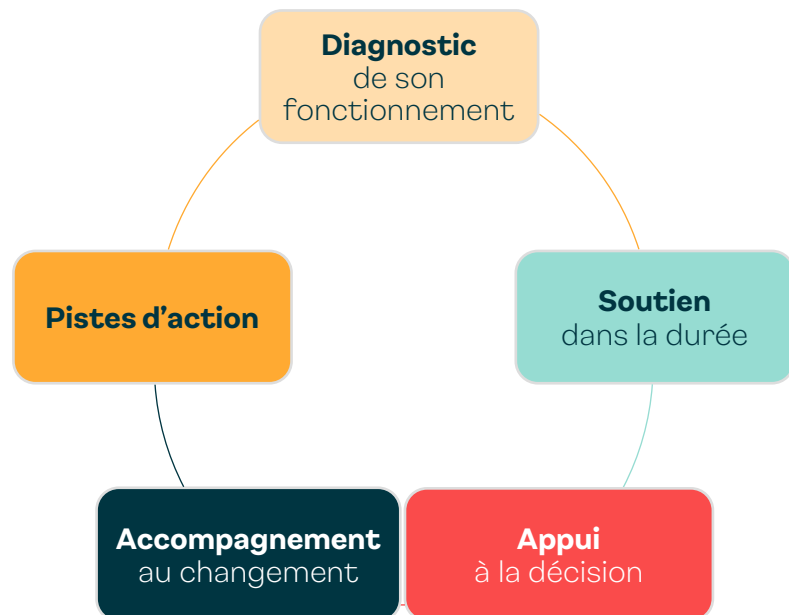 Diagnostic
de son
fonctionnement
Pistes d’action
Soutien
dans la durée
Accompagnement
au changement
Appui
à la décision